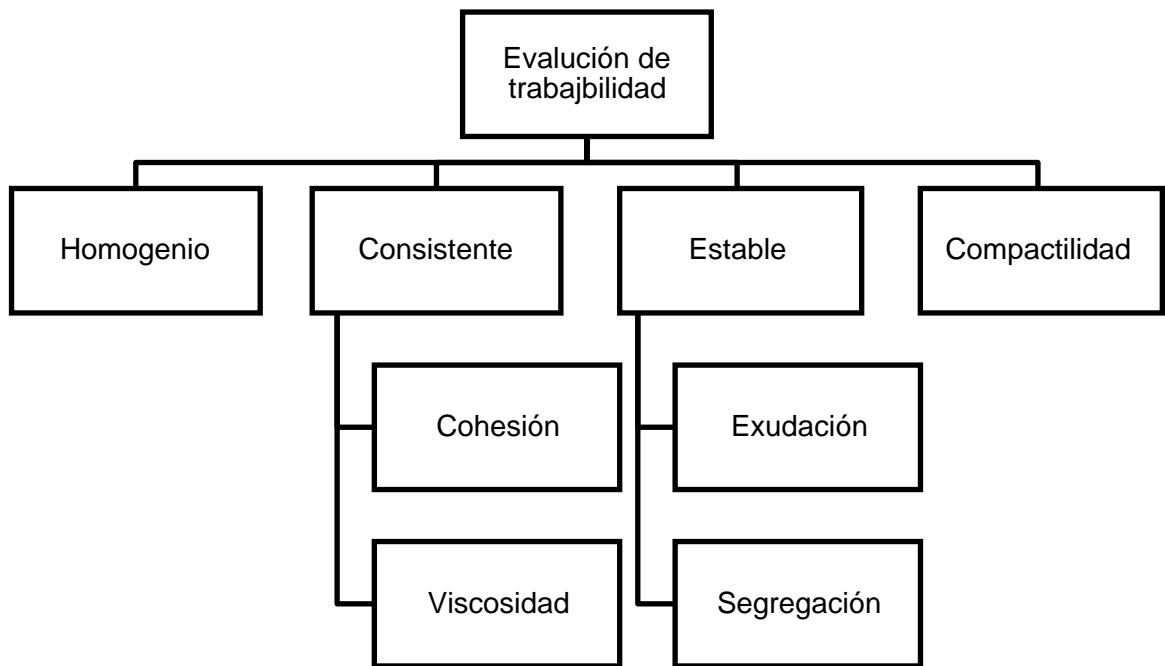 Evalución de
trabajbilidad
Homogenio
Consistente
Estable
Compactilidad
Cohesión
Exudación
Viscosidad
Segregación